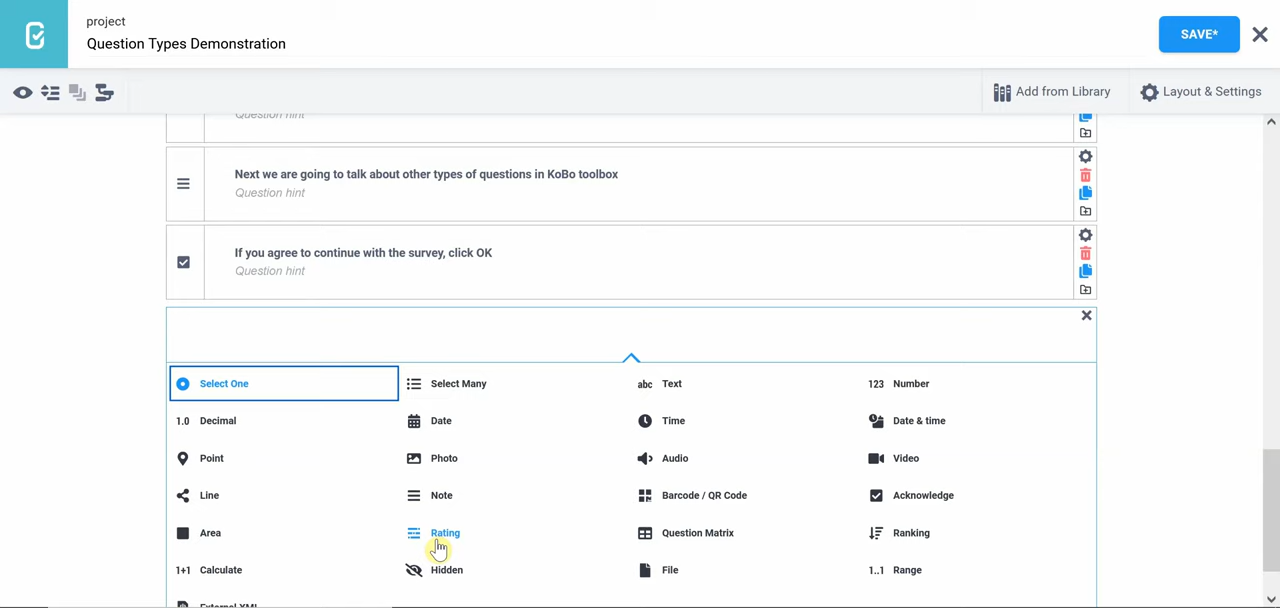 project
Question Types Demonstration
SAVE*
Add from Library
Layout & Settings
Question hint
Next we are going to talk about other types of questions in KoBo toolbox
Question hint
If you agree to continue with the survey, click OK
Question hint
Select One
Select Many
abc Text
123 Number
1.0 Decimal
Date
Time
Date & time
Point
Photo
Audio
Video
Line
Note
Barcode / QR Code
Acknowledge
Area
Rating
Question Matrix
Ranking
1+1 Calculate
Hidden
File
1..1 Range
External XML